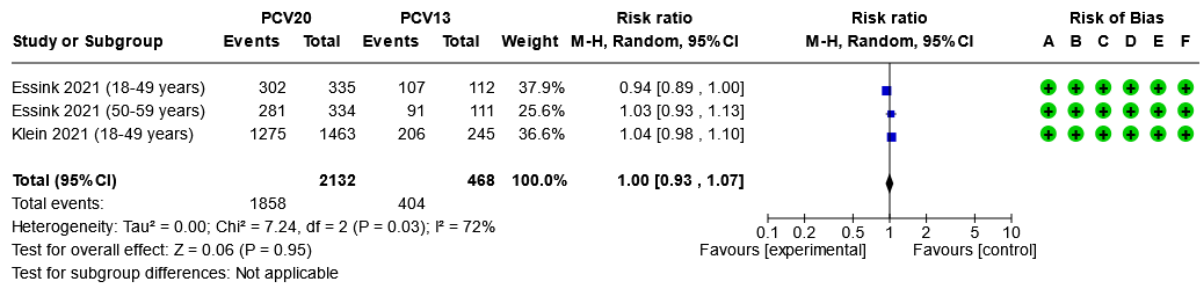 PCV20 PCV13 Risk ratio Risk ratio Risk of Bias
Study or Subgroup Events Total Events Total Weight M-H, Random, 95% CI M-H, Random, 95% CI A B C D E F
Essink 2021 (18-49 years) 302 335 107 112 37.9% 0.94 [0.89 , 1.00] + + + + + +
Essink 2021 (50-59 years) 281 334 91 111 25.6% 1.03 [0.93 , 1.13] + + + + + +
Klein 2021 (18-49 years) 1275 1463 206 245 36.6% 1.04 [0.98 , 1.10] + + + + + +
Total (95% CI) 2132 468 100.0% 1.00 [0.93 , 1.07]
Total events: 1858 404
Heterogeneity: Tau² = 0.00; Chi² = 7.24, df = 2 (P = 0.03); I² = 72%
0.1 0.2 0.5 1 2 5 10
Test for overall effect: Z = 0.06 (P = 0.95) Favours [experimental] Favours [control]
Test for subgroup differences: Not applicable